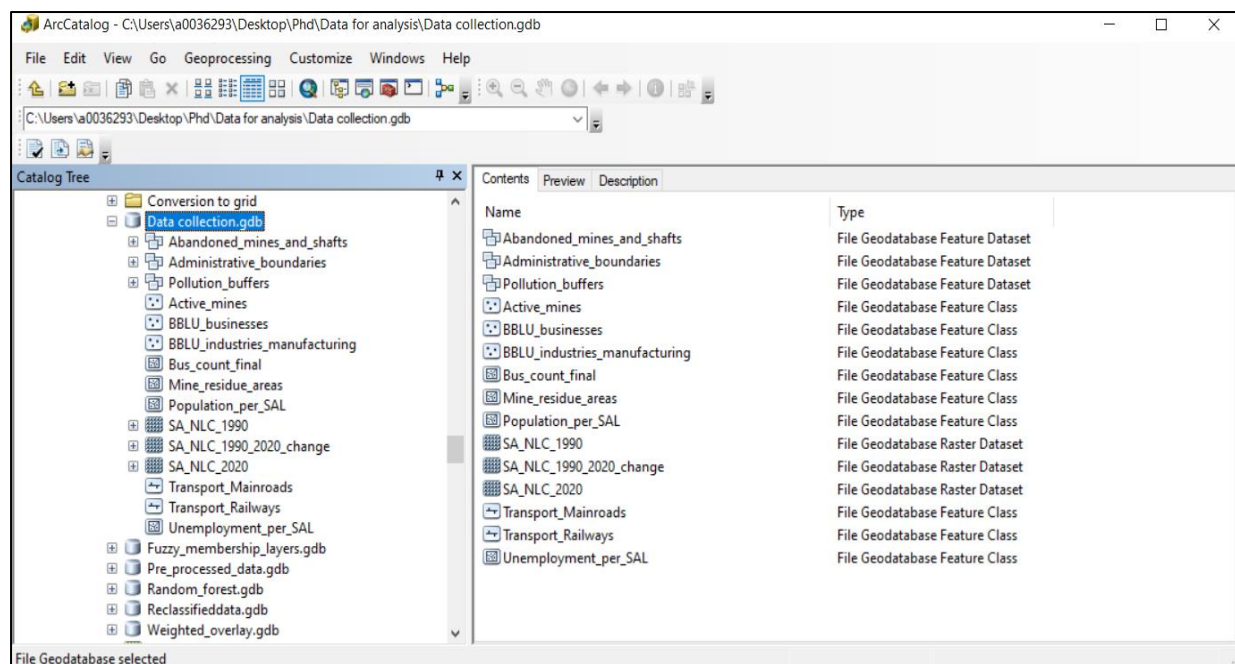 ArcCatalog - C:\Users\a0036293\Desktop\Phd\Data for analysis\Data collection.gdb
File Edit View Go Geoprocessing Customize Windows Help
C:\Users\a0036293\Desktop\Phd\Data for analysis\Data collection.gdb
Catalog Tree
Conversion to grid
Data collection.gdb
Abandoned_mines_and_shafts
Administrative_boundaries
Pollution_buffers
Active_mines
BBLU_businesses
BBLU_industries_manufacturing
Bus_count_final
Mine_residue_areas
Population_per_SAL
SA_NLC_1990
SA_NLC_1990_2020_change
SA_NLC_2020
Transport_Mainroads
Transport_Railways
Unemployment_per_SAL
Fuzzy_membership_layers.gdb
Pre_processed_data.gdb
Random_forest.gdb
Reclassifieddata.gdb
Weighted_overlay.gdb
Contents Preview Description
Name Type
Abandoned_mines_and_shafts File Geodatabase Feature Dataset
Administrative_boundaries File Geodatabase Feature Dataset
Pollution_buffers File Geodatabase Feature Dataset
Active_mines File Geodatabase Feature Class
BBLU_businesses File Geodatabase Feature Class
BBLU_industries_manufacturing File Geodatabase Feature Class
Bus_count_final File Geodatabase Feature Class
Mine_residue_areas File Geodatabase Feature Class
Population_per_SAL File Geodatabase Feature Class
SA_NLC_1990 File Geodatabase Raster Dataset
SA_NLC_1990_2020_change File Geodatabase Raster Dataset
SA_NLC_2020 File Geodatabase Raster Dataset
Transport_Mainroads File Geodatabase Feature Class
Transport_Railways File Geodatabase Feature Class
Unemployment_per_SAL File Geodatabase Feature Class
File Geodatabase selected